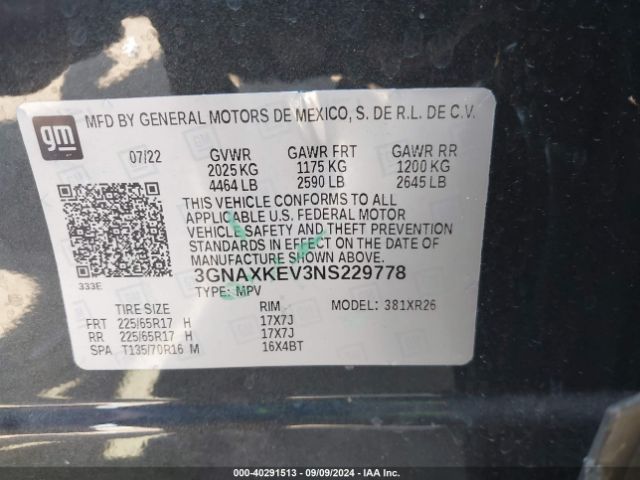 gm
MFD BY GENERAL MOTORS DE MEXICO, S. DE R.L. DE C.V.
07/22 GVWR GAWR FRT GAWR RR
2025 KG 1175 KG 1200 KG
4464 LB 2590 LB 2645 LB
THIS VEHICLE CONFORMS TO ALL
APPLICABLE U.S. FEDERAL MOTOR
VEHICLE SAFETY AND THEFT PREVENTION
STANDARDS IN EFFECT ON THE DATE OF
MANUFACTURE SHOWN ABOVE.
333E
3GNAXKEV3NS229778
TYPE: MPV
TIRE SIZE RIM MODEL: 381XR26
FRT 225/65R17 H 17X7J
RR 225/65R17 H 17X7J
SPA T135/70R16 M 16X4BT
000-40291513 - 09/09/2024 - IAA Inc.